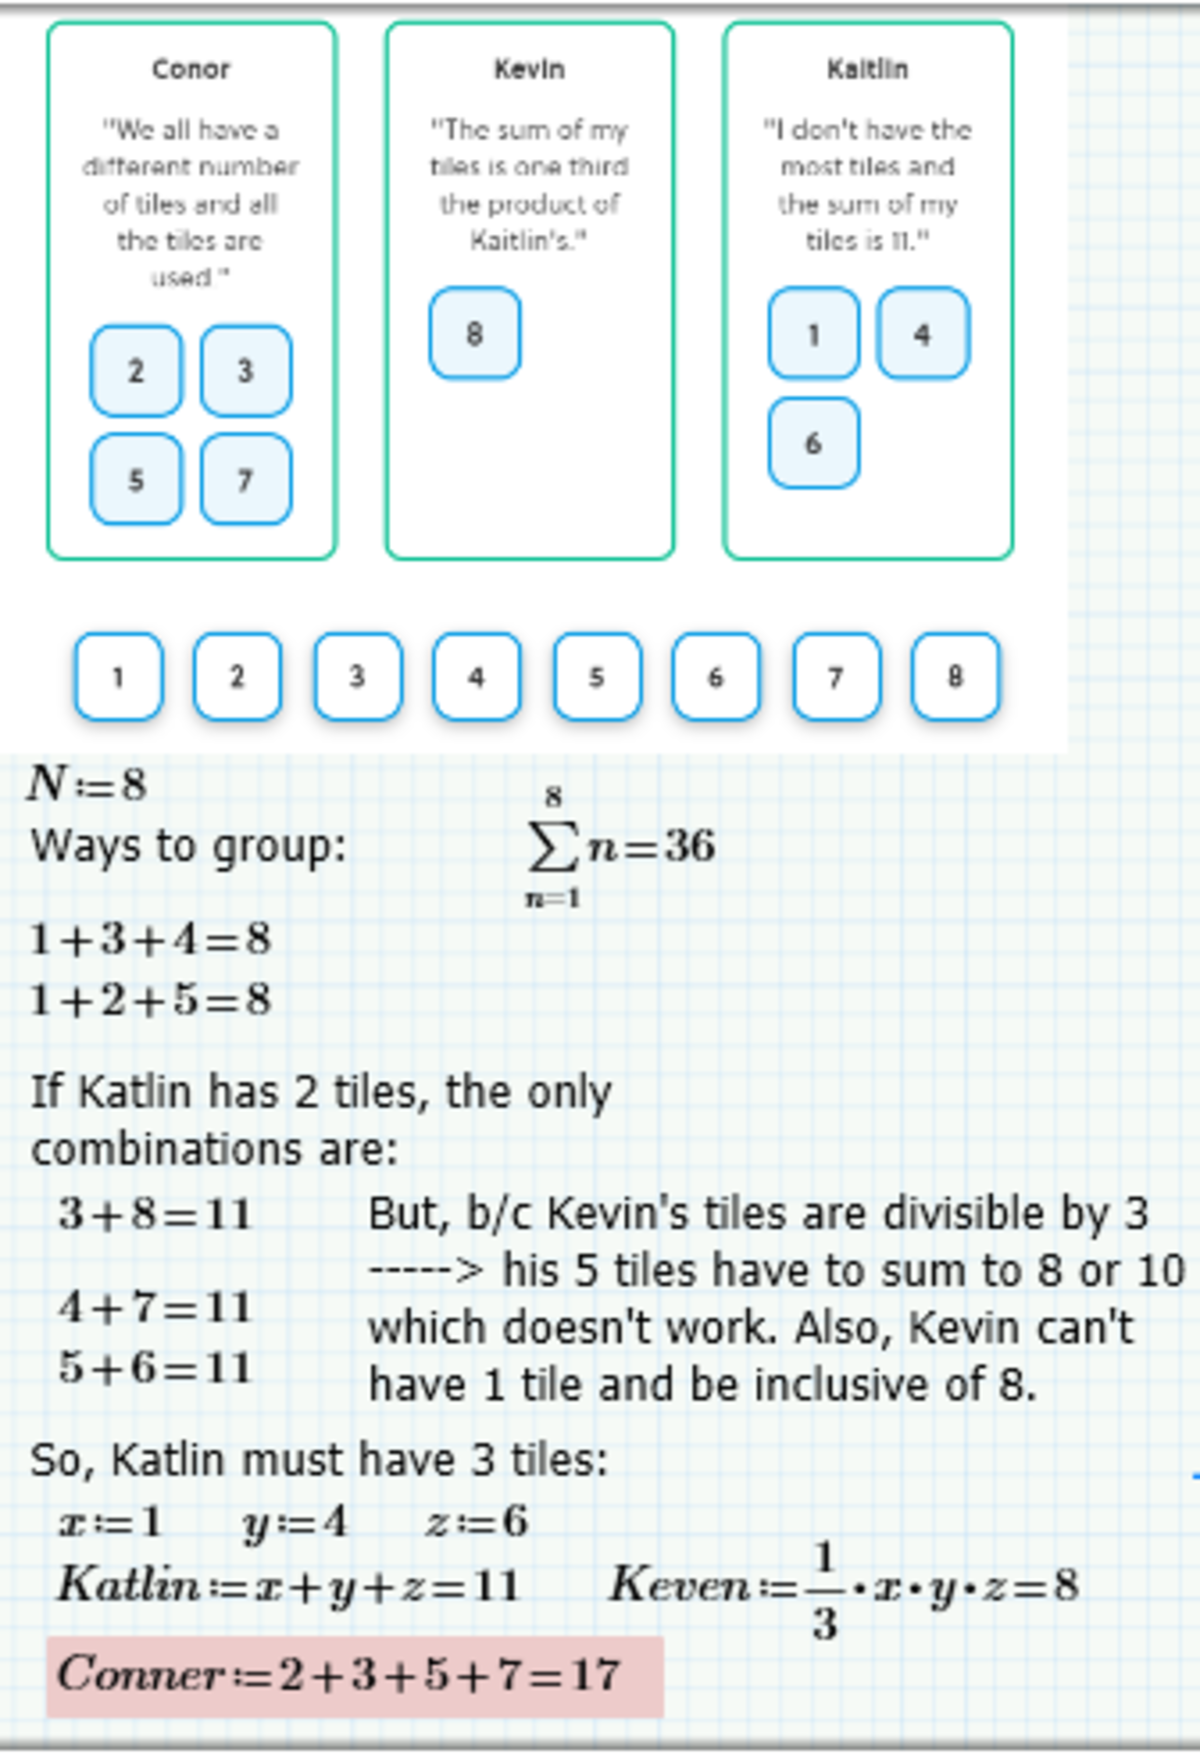 Conor
Kevin
Kaitlin
"We all have a
different number
of tiles and all
the tiles are
used."
"The sum of my
tiles is one third
the product of
Kaitlin's."
"I don't have the
most tiles and
the sum of my
tiles is 11."
2 3
5 7
8
1 4
6
1 2 3 4 5 6 7 8
N:=8
Ways to group:
8
∑ n=36
n=1
1+3+4=8
1+2+5=8
If Katlin has 2 tiles, the only
combinations are:
3+8=11
4+7=11
5+6=11
But, b/c Kevin's tiles are divisible by 3
-----> his 5 tiles have to sum to 8 or 10
which doesn't work. Also, Kevin can't
have 1 tile and be inclusive of 8.
So, Katlin must have 3 tiles:
x:=1 y:=4 z:=6
Katlin:=x+y+z=11 Keven:=1/3·x·y·z=8
Conner:=2+3+5+7=17